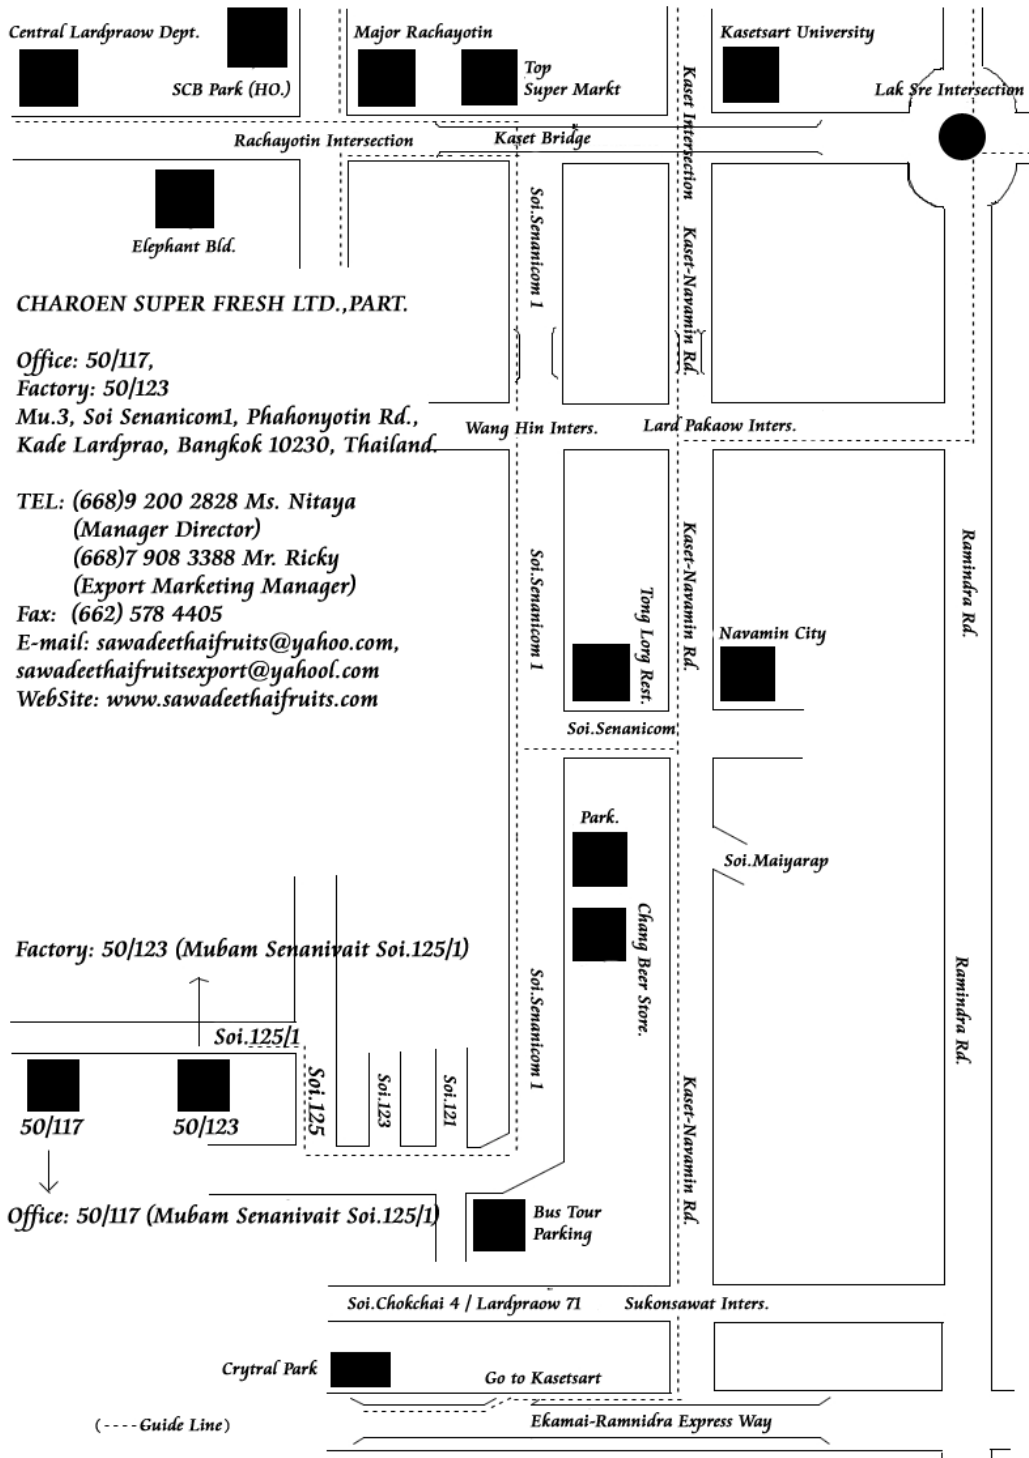 Central Lardpraow Dept.
SCB Park (HO.)
Major Rachayotin
Top
Super Markt
Kasetsart University
Lak Sre Intersection
Rachayotin Intersection
Kaset Bridge
Kaset Intersection
Elephant Bld.
Soi.Senanicom 1
Kaset-Navamin Rd.
CHAROEN SUPER FRESH LTD.,PART.
Office: 50/117,
Factory: 50/123
Mu.3, Soi Senanicom1, Phahonyotin Rd.,
Kade Lardprao, Bangkok 10230, Thailand.
Wang Hin Inters.
Lard Pakaow Inters.
TEL: (668)9 200 2828 Ms. Nitaya
(Manager Director)
(668)7 908 3388 Mr. Ricky
(Export Marketing Manager)
Fax: (662) 578 4405
E-mail: sawadeethaifruits@yahoo.com,
sawadeethaifruitsexport@yahool.com
WebSite: www.sawadeethaifruits.com
Soi.Senanicom 1
Tong Lorg Rest.
Kaset-Navamin Rd.
Navamin City
Ramindra Rd.
Soi.Senanicom
Park.
Soi.Maiyarap
Chang Beer Store.
Factory: 50/123 (Mubam Senanivait Soi.125/1)
Soi.Senanicom 1
Ramindra Rd.
Soi.125/1
Soi.125
Soi.123
Soi.121
50/117
50/123
Kaset-Navamin Rd.
Office: 50/117 (Mubam Senanivait Soi.125/1)
Bus Tour
Parking
Soi.Chokchai 4 / Lardpraow 71
Sukonsawat Inters.
Crytral Park
Go to Kasetsart
(----Guide Line)
Ekamai-Ramnidra Express Way